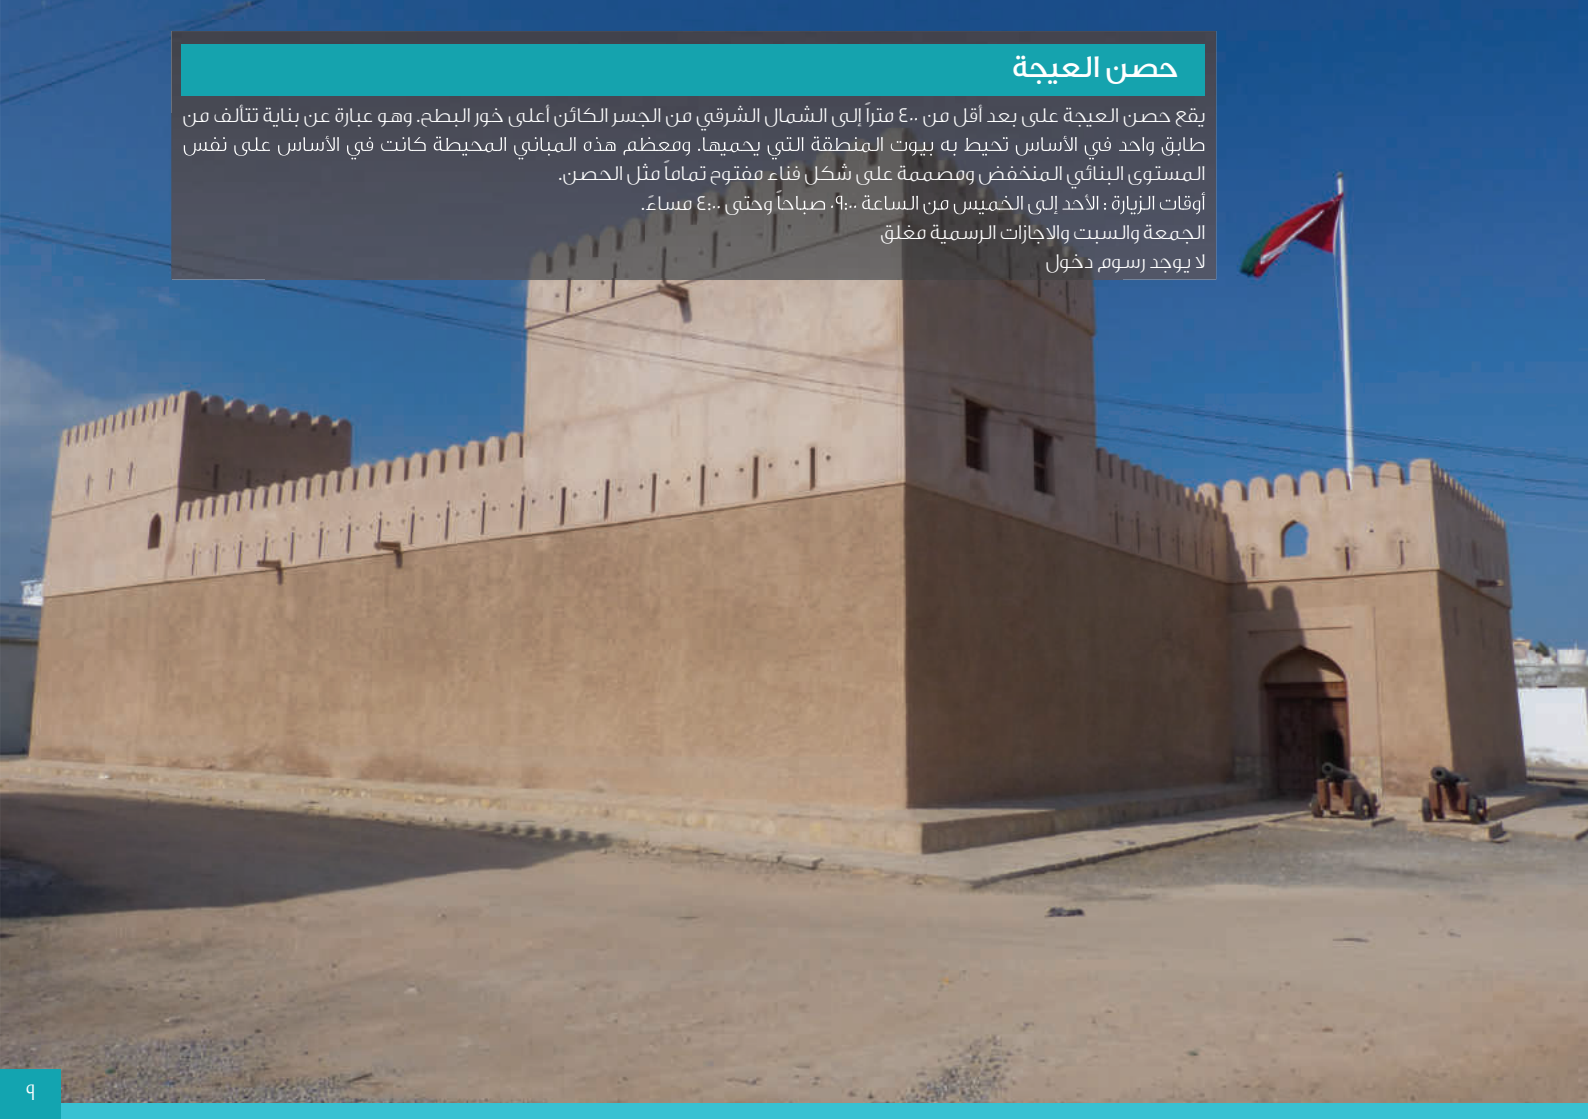 حصن العيجة
يقع حصن العيجة على بعد أقل من ٤٠٠ متراً إلى الشمال الشرقي من الجسر الكائن أعلى خور البطح. وهو عبارة عن بناية تتألف من
طابق واحد في الأساس تحيط به بيوت المنطقة التي يحميها. ومعظم هذه المباني المحيطة كانت في الأساس على نفس
المستوى البنائي المنخفض ومصممة على شكل فناء مفتوح تماماً مثل الحصن.
أوقات الزيارة : الأحد إلى الخميس من الساعة ٠٩:٠٠ صباحاً وحتى ٤:٠٠ مساءً.
الجمعة والسبت والاجازات الرسمية مغلق
لا يوجد رسوم دخول
٩